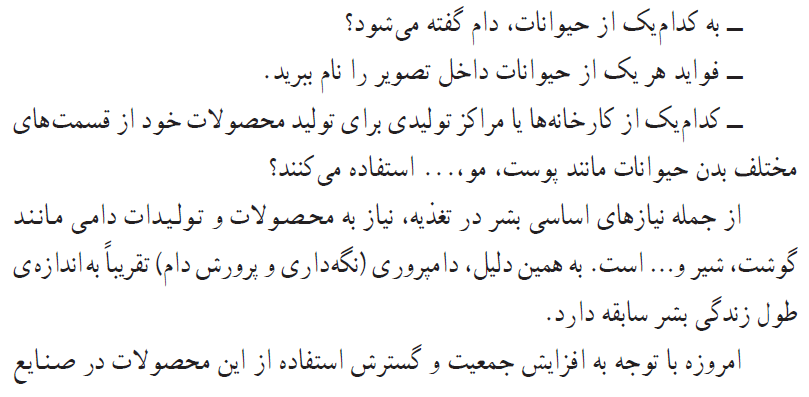 ــ به کدام‌یک از حیوانات، دام گفته می‌شود؟
ــ فواید هر یک از حیوانات داخل تصویر را نام ببرید.
ــ کدام‌یک از کارخانه‌ها یا مراکز تولیدی برای تولید محصولات خود از قسمت‌های
مختلف بدن حیوانات مانند پوست، مو،... استفاده می‌کنند؟
از جمله نیازهای اساسی بشر در تغذیه، نیاز به محصولات و تولیدات دامی مانند
گوشت، شیر و... است. به همین دلیل، دامپروری (نگه‌داری و پرورش دام) تقریباً به اندازه‌ی
طول زندگی بشر سابقه دارد.
امروزه با توجه به افزایش جمعیت و گسترش استفاده از این محصولات در صنایع